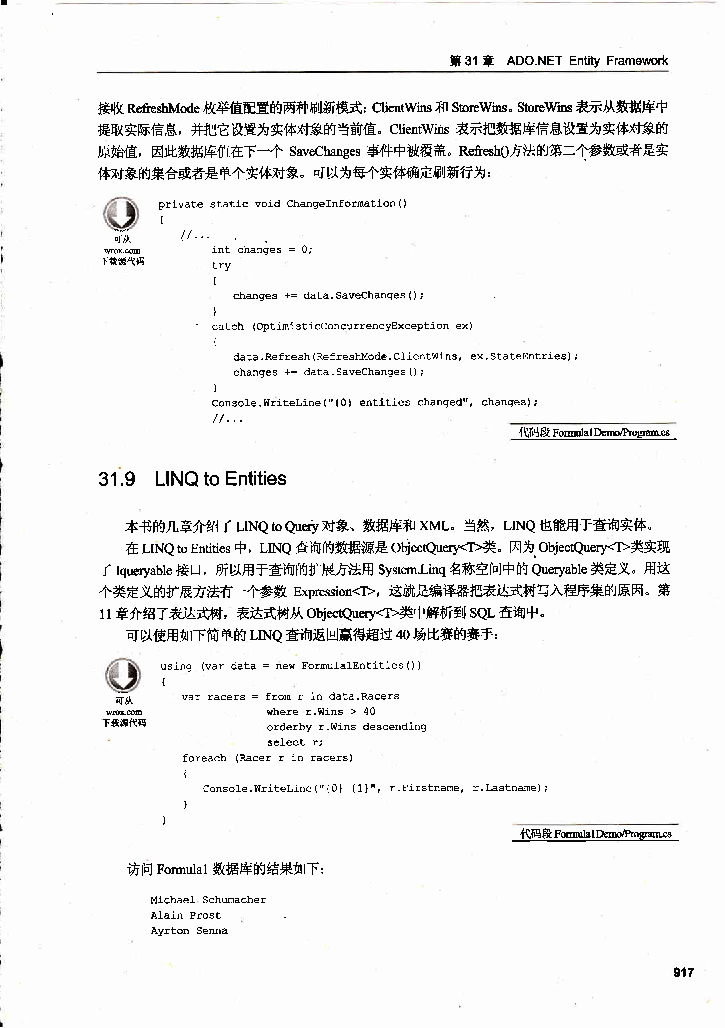 第 31 章 ADO.NET Entity Framework
接收 RefreshMode 枚举值配置的两种刷新模式：ClientWins 和 StoreWins。StoreWins 表示从数据库中
提取实际信息，并把它设置为实体对象的当前值。ClientWins 表示把数据库信息设置为实体对象的
原始值，因此数据库值在下一个 SaveChanges 事件中被覆盖。Refresh()方法的第二个参数或者是实
体对象的集合或者是单个实体对象。可以为每个实体确定刷新行为：
private static void ChangeInformation()
{
可从
wrox.com
下载源代码
//...
int changes = 0;
try
{
changes += data.SaveChanges();
}
catch (OptimisticConcurrencyException ex)
{
data.Refresh(RefreshMode.ClientWins, ex.StateEntries);
changes += data.SaveChanges();
}
Console.WriteLine("{0} entities changed", changes);
//...
代码段 Formula1Demo/Program.cs
31.9 LINQ to Entities
本书的几章介绍了 LINQ to Query 对象、数据库和 XML。当然，LINQ 也能用于查询实体。
在 LINQ to Entities 中，LINQ 查询的数据源是 ObjectQuery<T>类。因为 ObjectQuery<T>类实现
了 Iqueryable 接口，所以用于查询的扩展方法用 System.Linq 名称空间中的 Queryable 类定义。用这
个类定义的扩展方法有一个参数 Expression<T>，这就是编译器把表达式树写入程序集的原因。第
11 章介绍了表达式树，表达式树从 ObjectQuery<T>类中解析到 SQL 查询中。
可以使用如下简单的 LINQ 查询返回赢得超过 40 场比赛的赛手：
using (var data = new Formula1Entities())
{
可从
wrox.com
下载源代码
var racers = from r in data.Racers
where r.Wins > 40
orderby r.Wins descending
select r;
foreach (Racer r in racers)
{
Console.WriteLine("{0} {1}", r.Firstname, r.Lastname);
}
}
代码段 Formula1Demo/Program.cs
访问 Formula1 数据库的结果如下：
Michael Schumacher
Alain Prost
Ayrton Senna
917